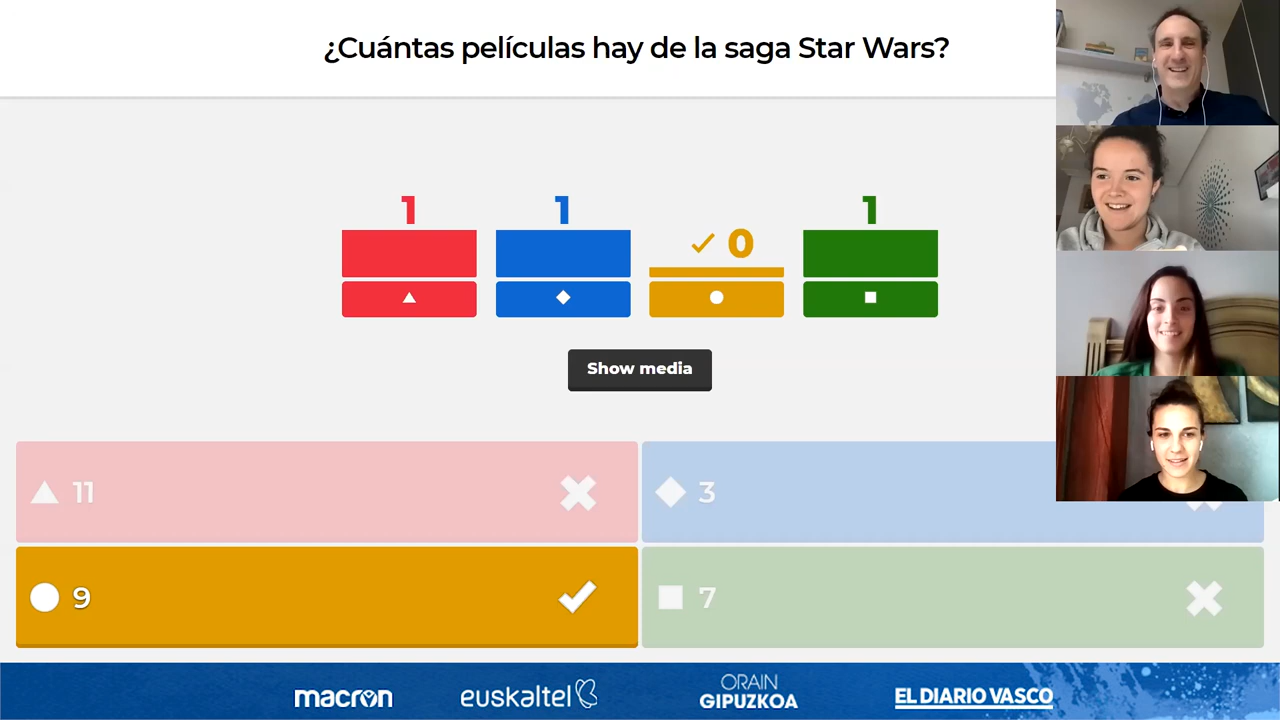 ¿Cuántas películas hay de la saga Star Wars?
1
1
0
1
Show media
11
3
9
7
macron
euskaltel
ORAIN
GIPUZKOA
EL DIARIO VASCO